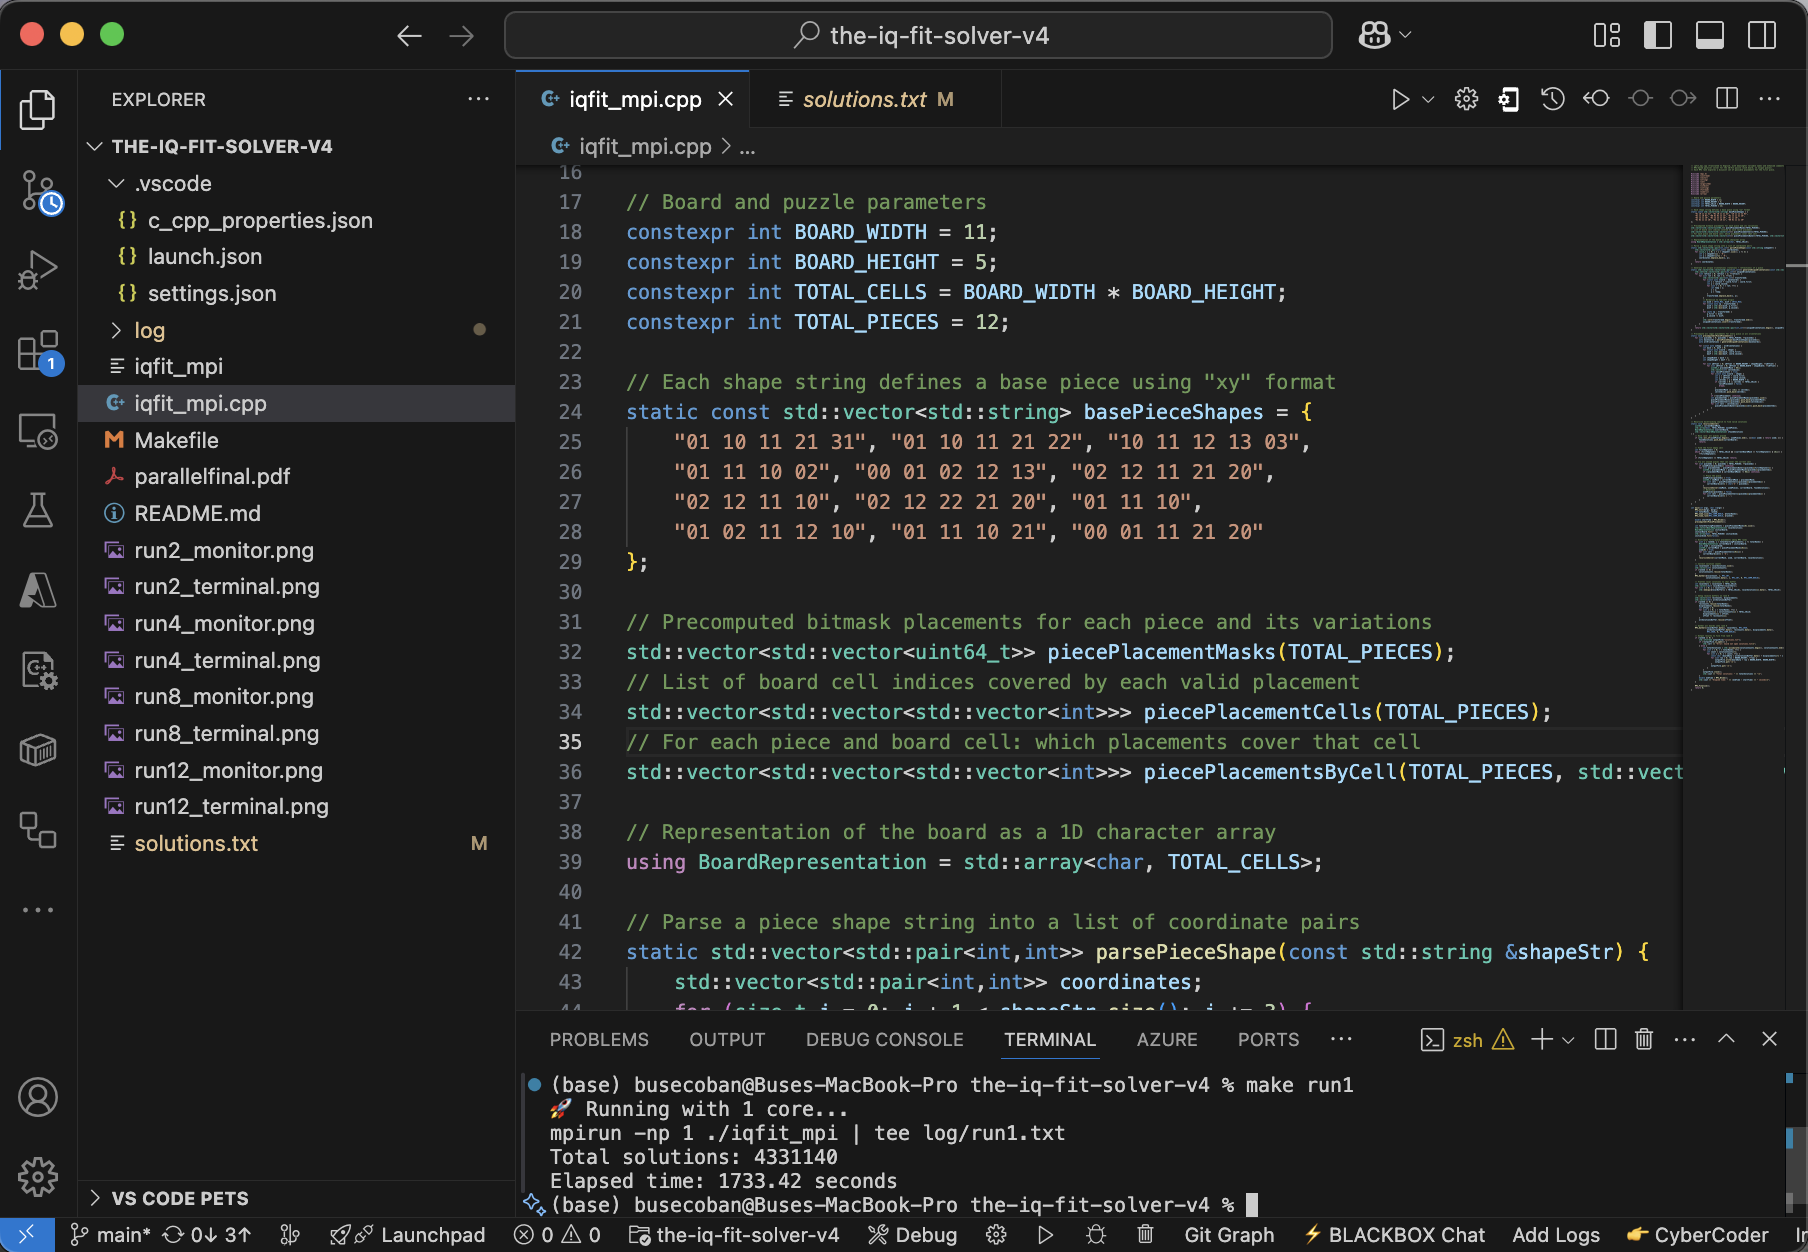 the-iq-fit-solver-v4
EXPLORER
THE-IQ-FIT-SOLVER-V4
.vscode
{} c_cpp_properties.json
{} launch.json
{} settings.json
log
iqfit_mpi
iqfit_mpi.cpp
Makefile
parallelfinal.pdf
README.md
run2_monitor.png
run2_terminal.png
run4_monitor.png
run4_terminal.png
run8_monitor.png
run8_terminal.png
run12_monitor.png
run12_terminal.png
solutions.txt M
VS CODE PETS
1
iqfit_mpi.cpp
solutions.txt M
iqfit_mpi.cpp > ...
16
17 // Board and puzzle parameters
18 constexpr int BOARD_WIDTH = 11;
19 constexpr int BOARD_HEIGHT = 5;
20 constexpr int TOTAL_CELLS = BOARD_WIDTH * BOARD_HEIGHT;
21 constexpr int TOTAL_PIECES = 12;
22
23 // Each shape string defines a base piece using "xy" format
24 static const std::vector<std::string> basePieceShapes = {
25 "01 10 11 21 31", "01 10 11 21 22", "10 11 12 13 03",
26 "01 11 10 02", "00 01 02 12 13", "02 12 11 21 20",
27 "02 12 11 10", "02 12 22 21 20", "01 11 10",
28 "01 02 11 12 10", "01 11 10 21", "00 01 11 21 20"
29 };
30
31 // Precomputed bitmask placements for each piece and its variations
32 std::vector<std::vector<uint64_t>> piecePlacementMasks(TOTAL_PIECES);
33 // List of board cell indices covered by each valid placement
34 std::vector<std::vector<std::vector<int>>> piecePlacementCells(TOTAL_PIECES);
35 // For each piece and board cell: which placements cover that cell
36 std::vector<std::vector<std::vector<int>>> piecePlacementsByCell(TOTAL_PIECES, std::vect
37
38 // Representation of the board as a 1D character array
39 using BoardRepresentation = std::array<char, TOTAL_CELLS>;
40
41 // Parse a piece shape string into a list of coordinate pairs
42 static std::vector<std::pair<int,int>> parsePieceShape(const std::string &shapeStr) {
43 std::vector<std::pair<int,int>> coordinates;
44 for (size_t i = 0; i + 1 < shapeStr.size(); i += 3) {
PROBLEMS OUTPUT DEBUG CONSOLE TERMINAL AZURE PORTS
zsh
(base) busecoban@Buses-MacBook-Pro the-iq-fit-solver-v4 % make run1
🚀 Running with 1 core...
mpirun -np 1 ./iqfit_mpi | tee log/run1.txt
Total solutions: 4331140
Elapsed time: 1733.42 seconds
(base) busecoban@Buses-MacBook-Pro the-iq-fit-solver-v4 %
main* 0↓ 3↑ Launchpad 0 0 the-iq-fit-solver-v4 Debug Git Graph ⚡ BLACKBOX Chat Add Logs 👉 CyberCoder